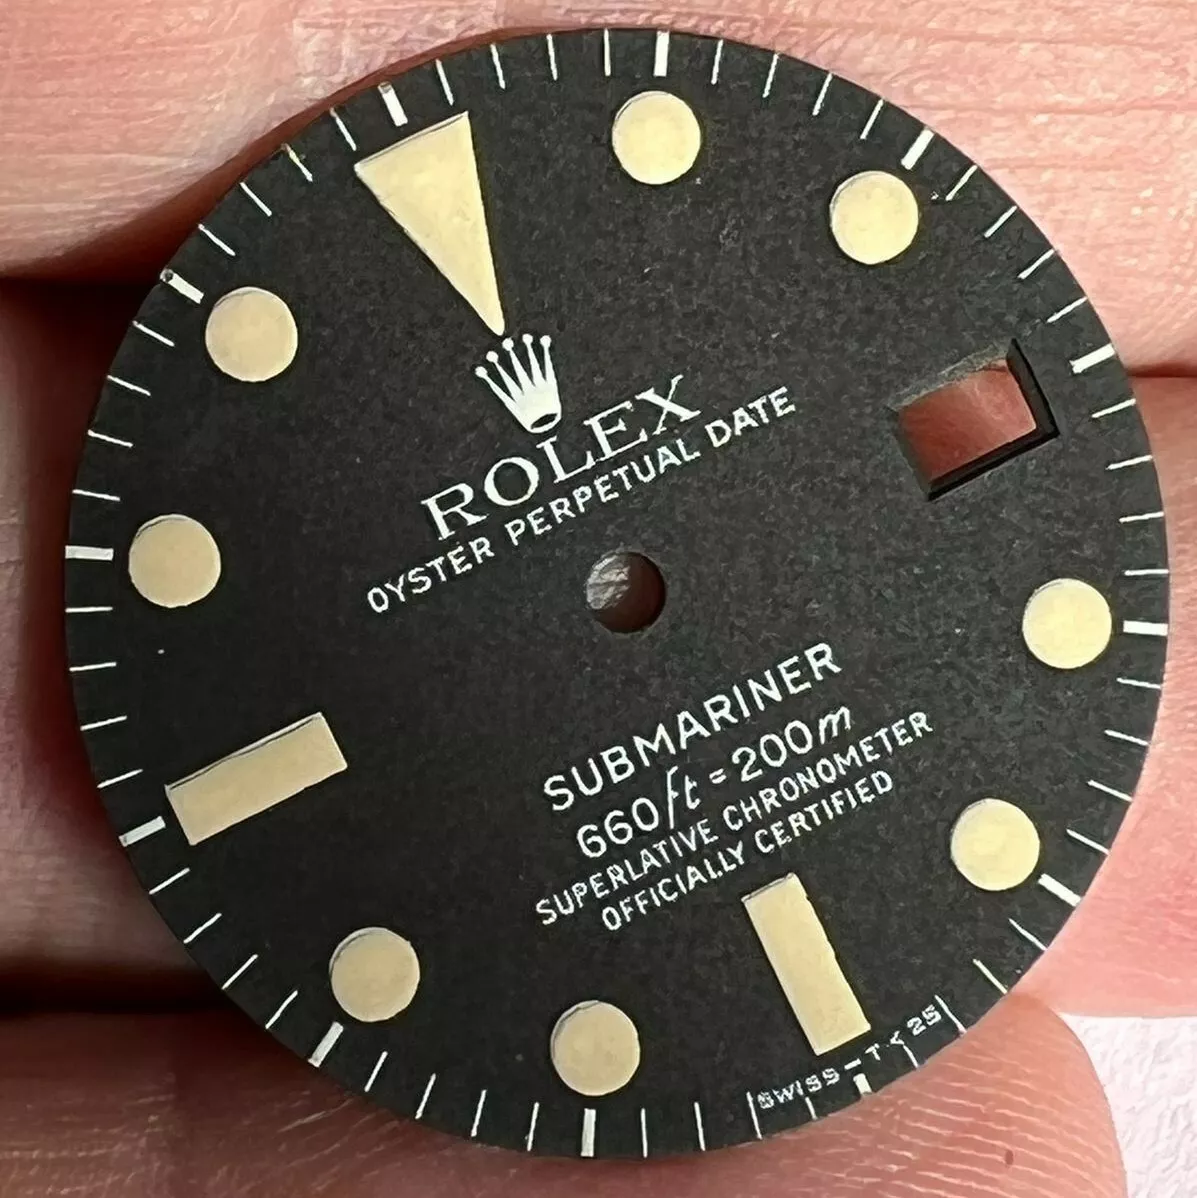 ROLEX
OYSTER PERPETUAL DATE
SUBMARINER
660ft = 200m
SUPERLATIVE CHRONOMETER
OFFICIALLY CERTIFIED
SWISS-T<25